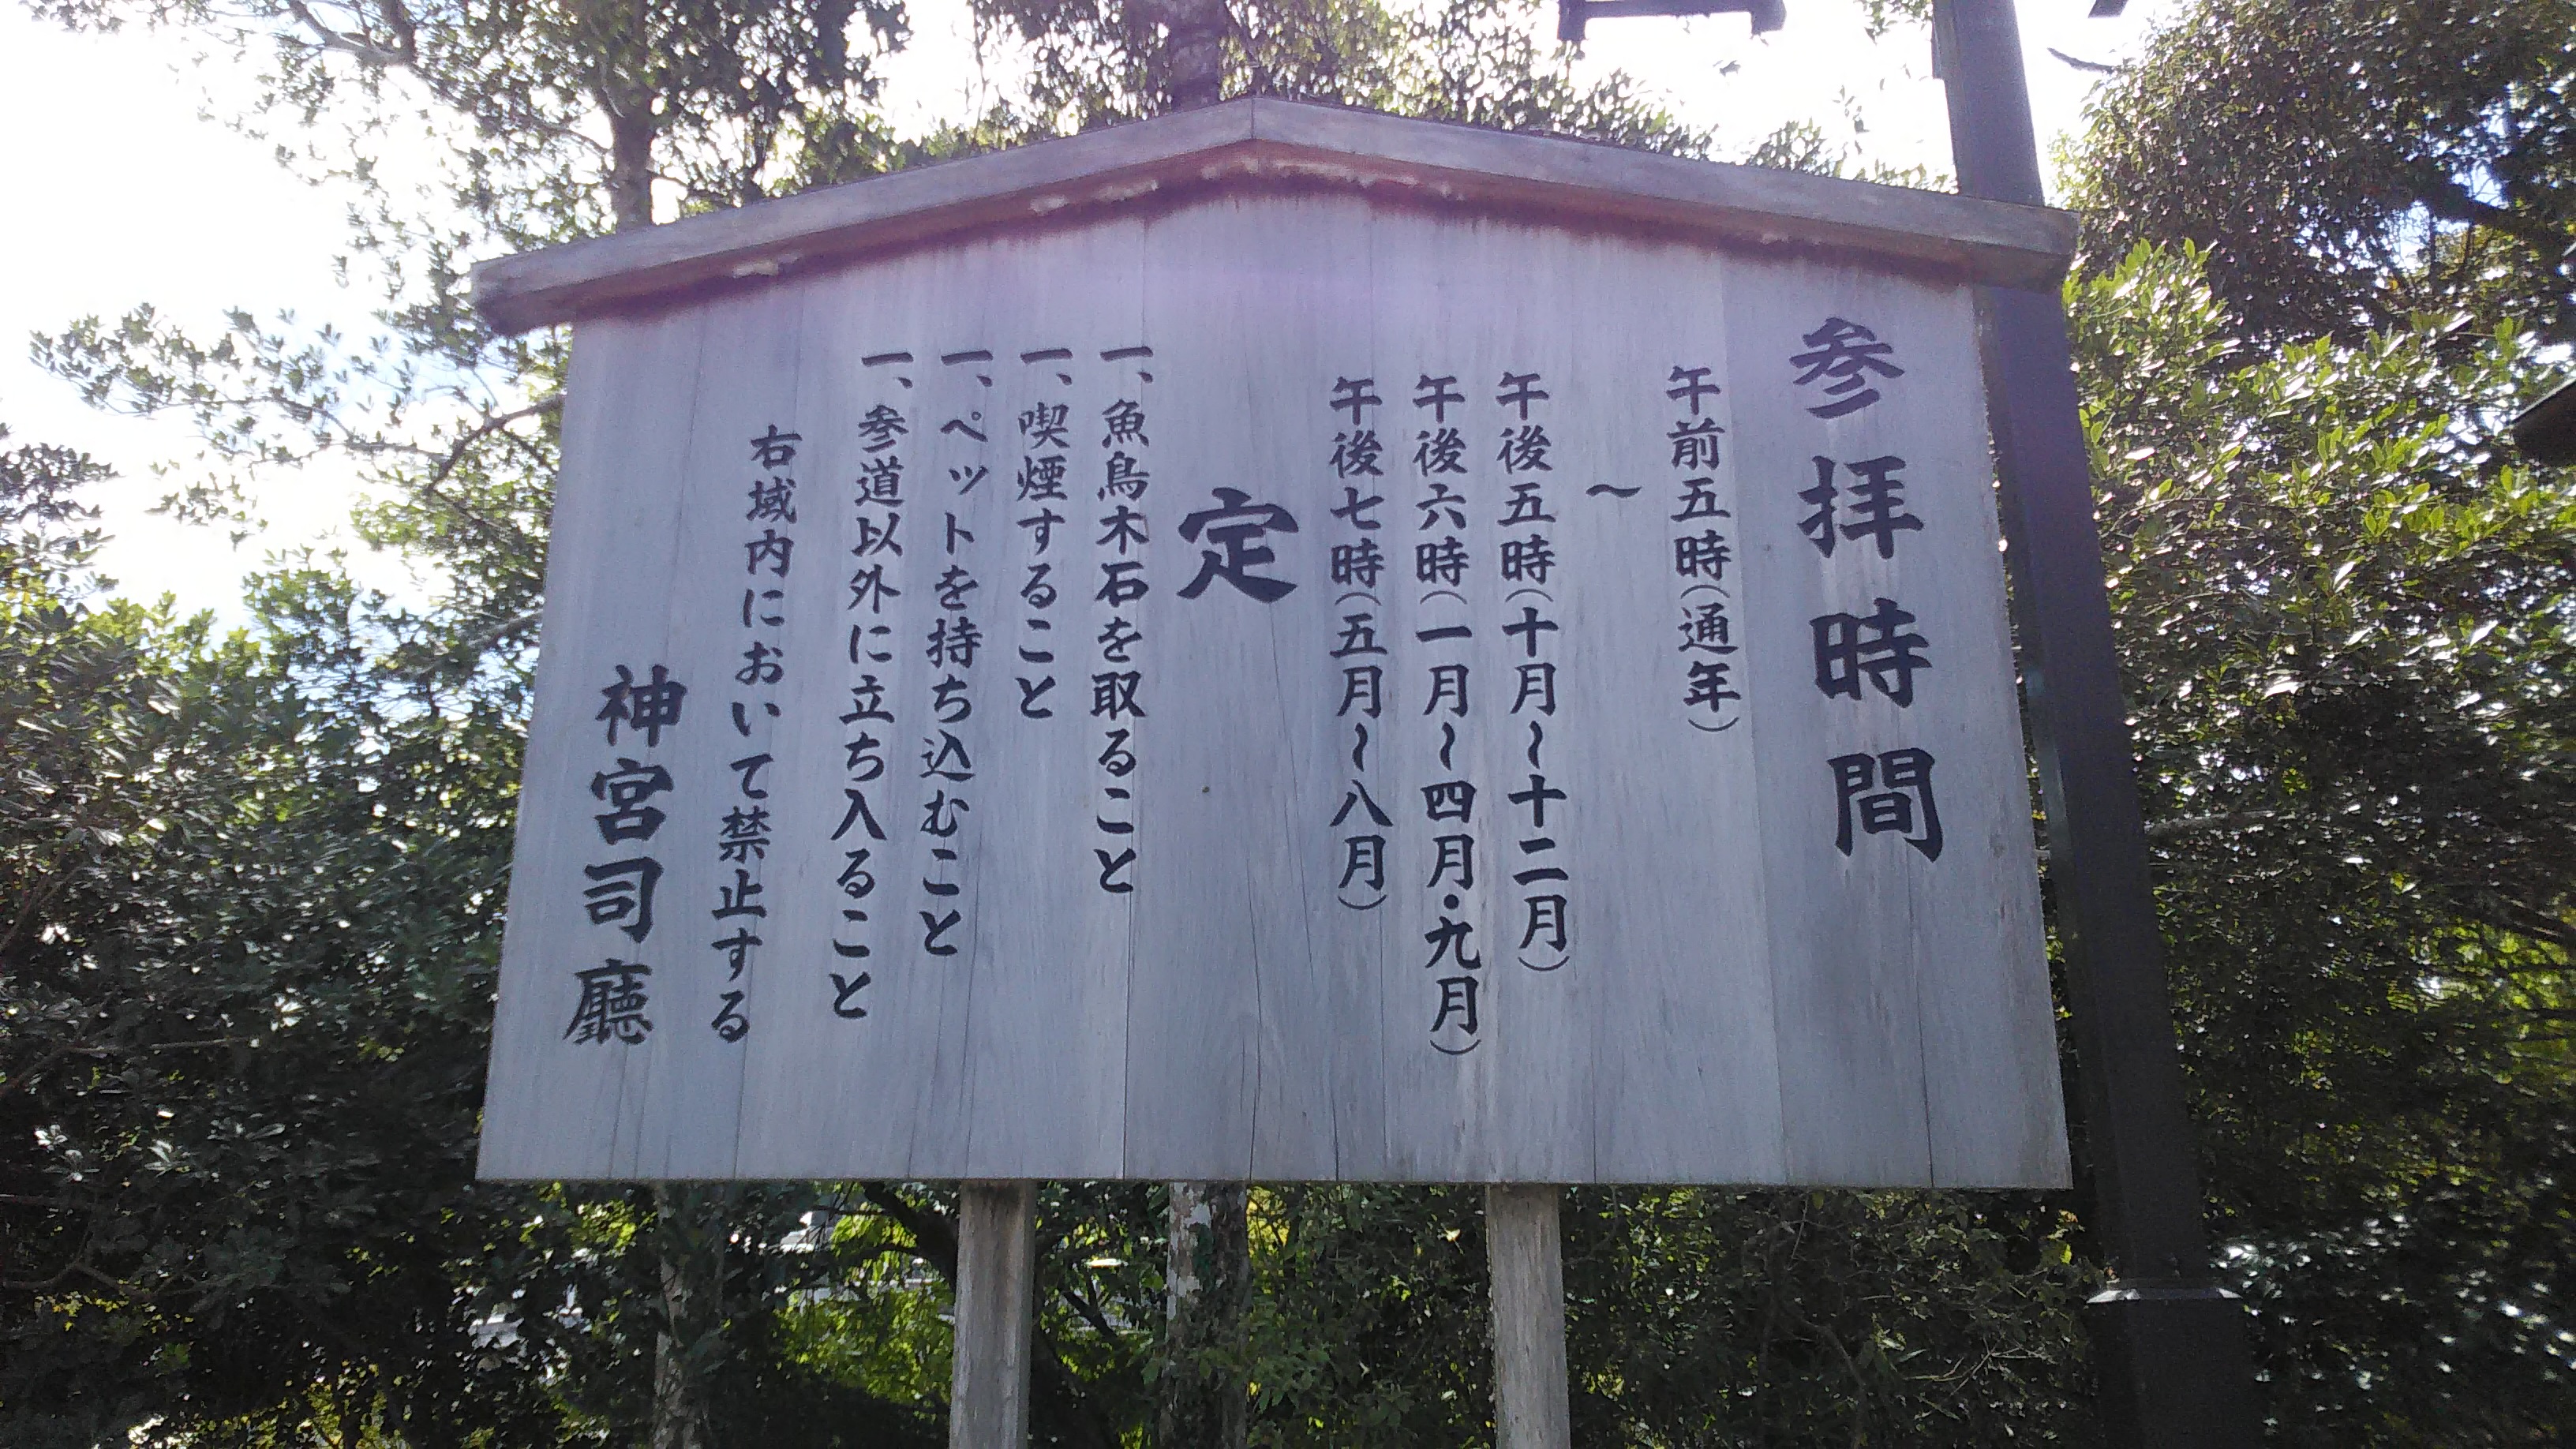 参拝時間
午前五時(通年)
〜
午後五時(十月〜十二月)
午後六時(一月〜四月・九月)
午後七時(五月〜八月)
定
一、魚鳥木石を取ること
一、喫煙すること
一、ペットを持ち込むこと
一、参道以外に立ち入ること
右域内において禁止する
神宮司廳